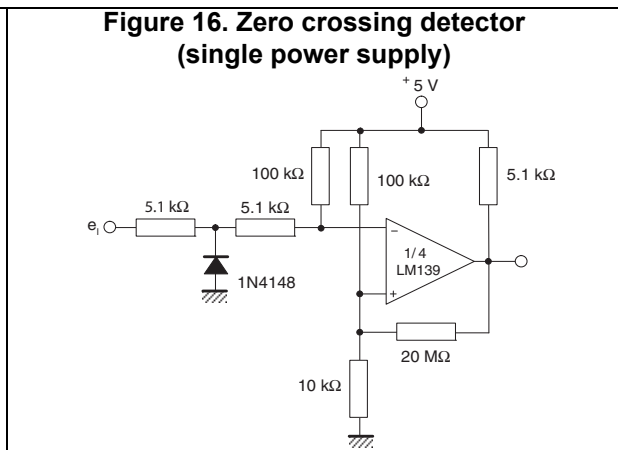 Figure 16. Zero crossing detector
(single power supply)
+ 5 V
100 kΩ
100 kΩ
5.1 kΩ
5.1 kΩ
5.1 kΩ
eI
-
1/4
LM139
1N4148
+
20 MΩ
10 kΩ